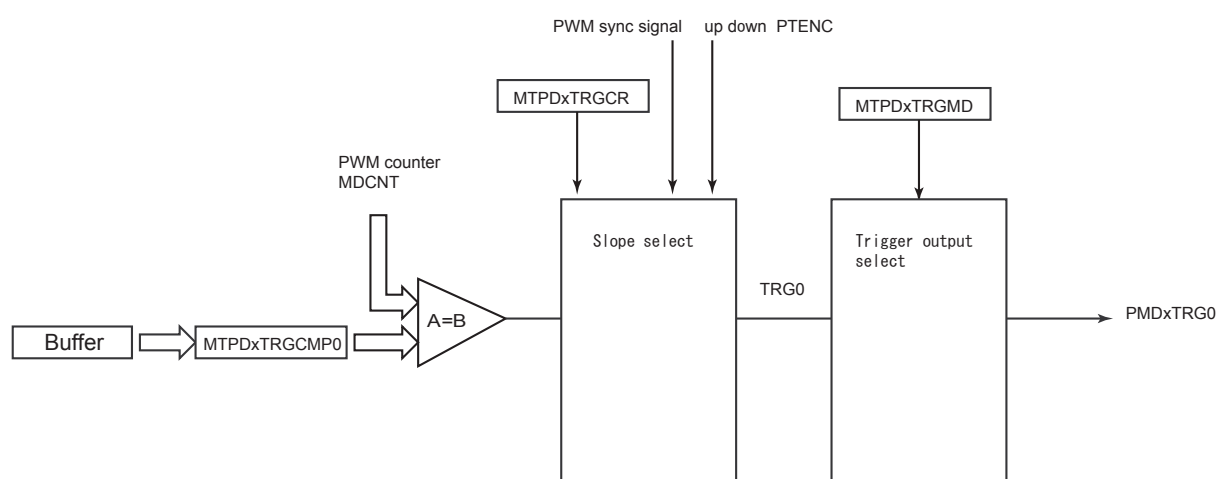 PWM sync signal
up down PTENC
MTPDxTRGCR
MTPDxTRGMD
PWM counter
MDCNT
Slope select
Trigger output
select
TRG0
A=B
PMDxTRG0
Buffer
MTPDxTRGCMP0